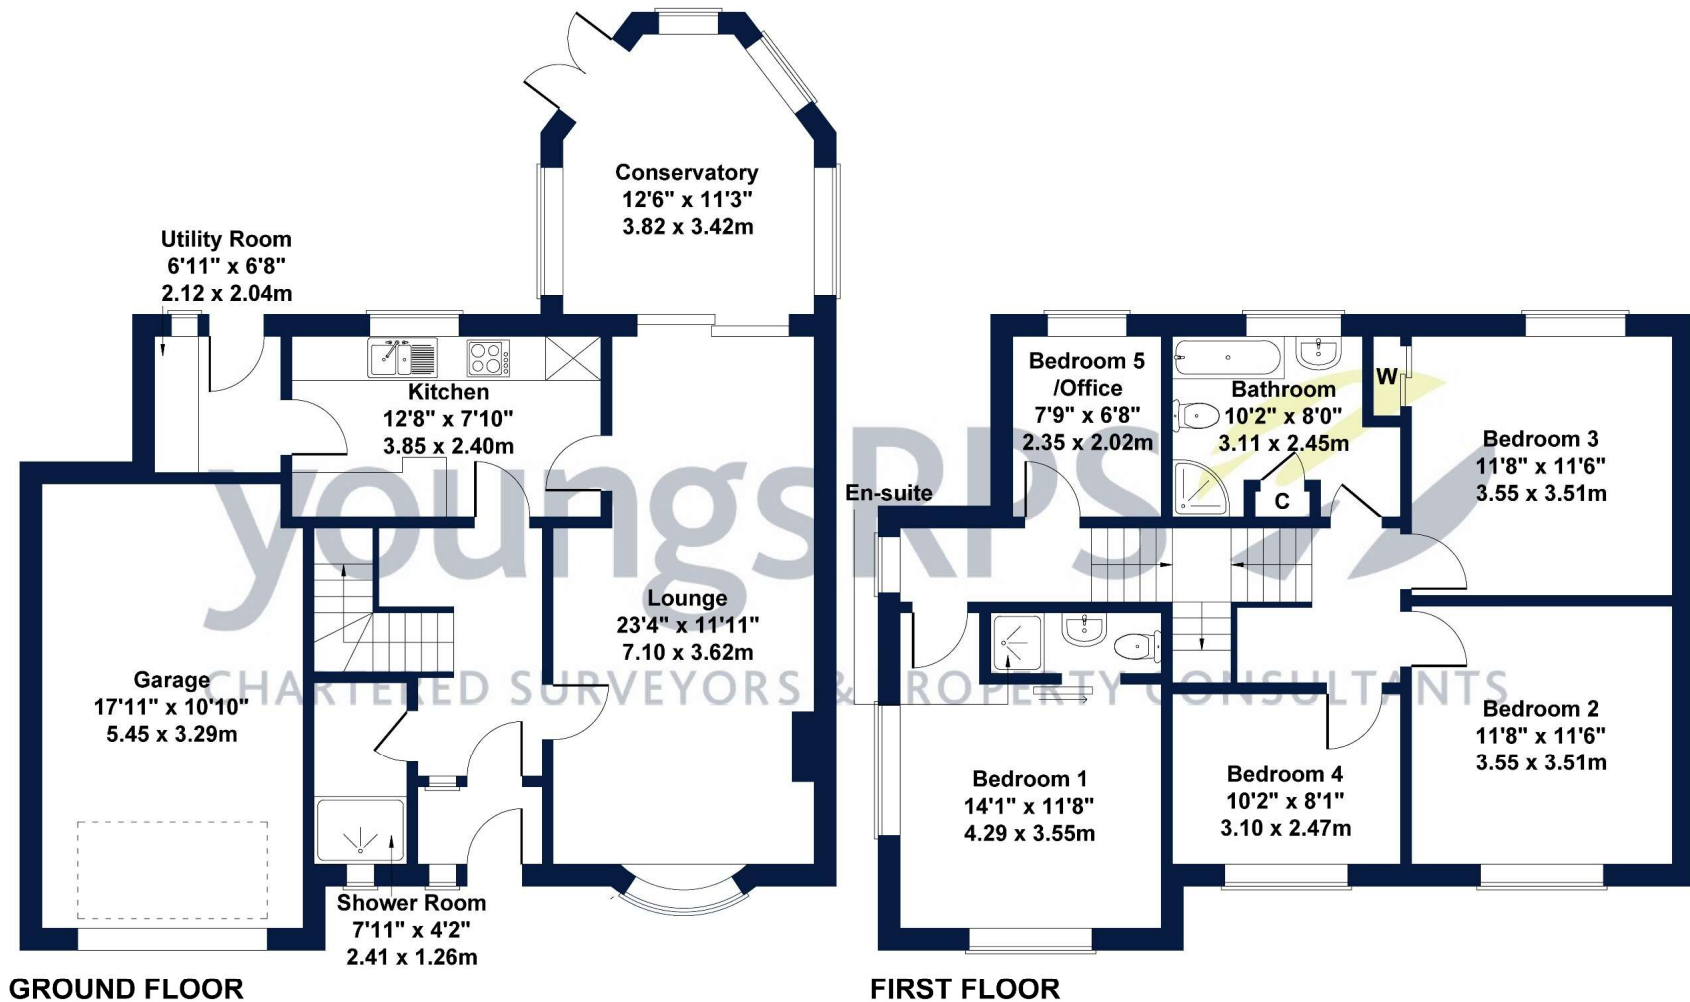 Conservatory
12'6" x 11'3"
3.82 x 3.42m
Utility Room
6'11" x 6'8"
2.12 x 2.04m
Kitchen
12'8" x 7'10"
3.85 x 2.40m
Lounge
23'4" x 11'11"
7.10 x 3.62m
Garage
17'11" x 10'10"
5.45 x 3.29m
Shower Room
7'11" x 4'2"
2.41 x 1.26m
GROUND FLOOR
Bedroom 5
/Office
7'9" x 6'8"
2.35 x 2.02m
Bathroom
10'2" x 8'0"
3.11 x 2.45m
W
C
Bedroom 3
11'8" x 11'6"
3.55 x 3.51m
En-suite
Bedroom 1
14'1" x 11'8"
4.29 x 3.55m
Bedroom 4
10'2" x 8'1"
3.10 x 2.47m
Bedroom 2
11'8" x 11'6"
3.55 x 3.51m
FIRST FLOOR
youngsRPS
CHARTERED SURVEYORS & PROPERTY CONSULTANTS